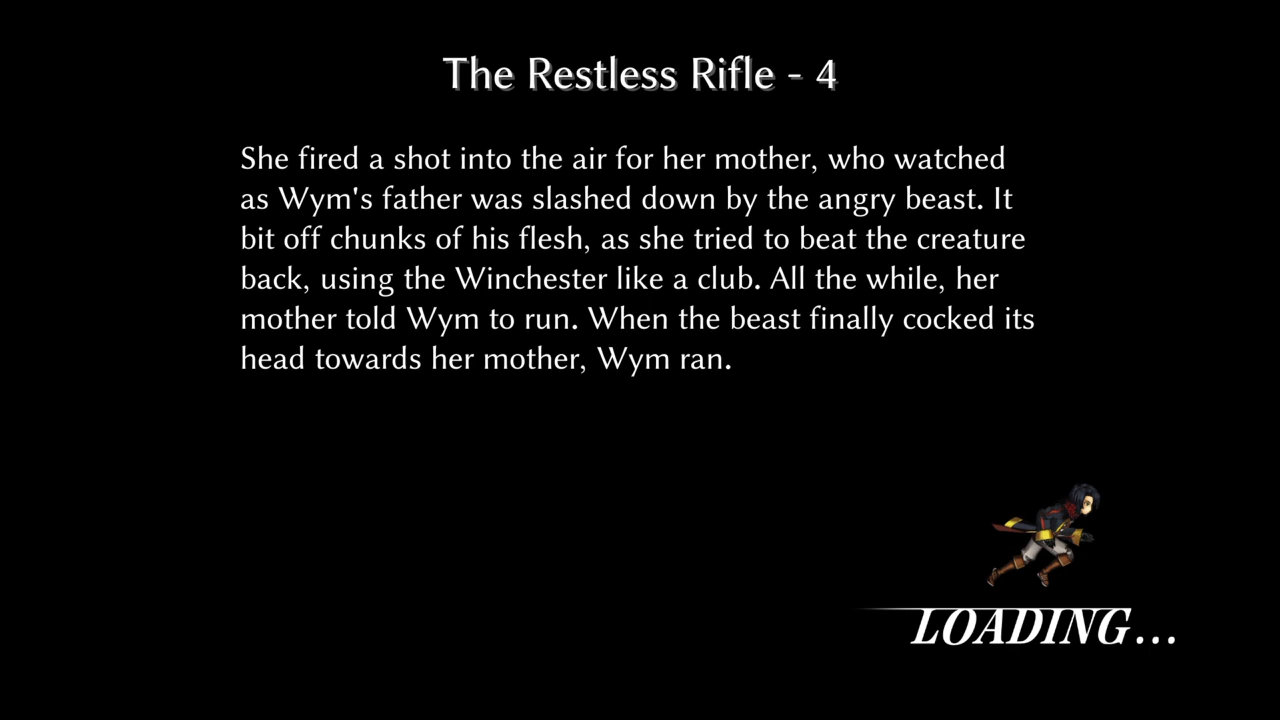 The Restless Rifle - 4
She fired a shot into the air for her mother, who watched
as Wym's father was slashed down by the angry beast. It
bit off chunks of his flesh, as she tried to beat the creature
back, using the Winchester like a club. All the while, her
mother told Wym to run. When the beast finally cocked its
head towards her mother, Wym ran.
LOADING...